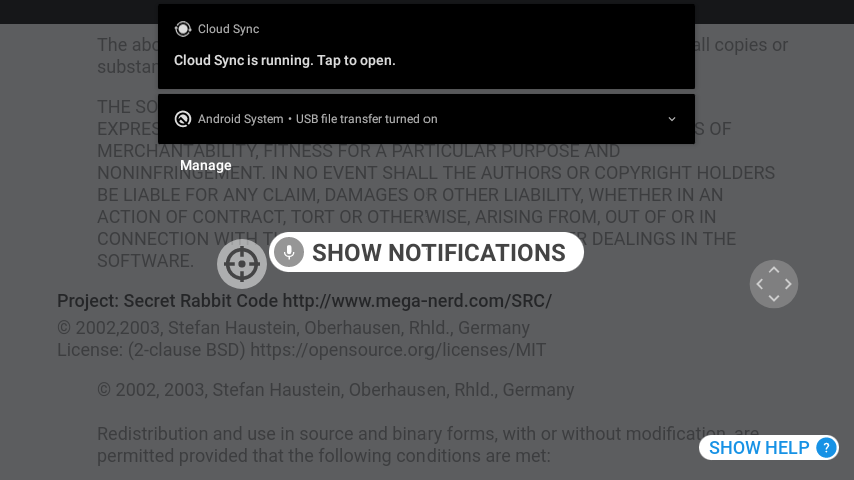 Cloud Sync
Cloud Sync is running. Tap to open.
Android System • USB file transfer turned on
Manage
The abo all copies or
substan
THE SO
EXPRES S OF
MERCHANTABILITY, FITNESS FOR A PARTICULAR PURPOSE AND
NONINFRINGEMENT. IN NO EVENT SHALL THE AUTHORS OR COPYRIGHT HOLDERS
BE LIABLE FOR ANY CLAIM, DAMAGES OR OTHER LIABILITY, WHETHER IN AN
ACTION OF CONTRACT, TORT OR OTHERWISE, ARISING FROM, OUT OF OR IN
CONNECTION WITH DEALINGS IN THE
SOFTWARE.
SHOW NOTIFICATIONS
Project: Secret Rabbit Code http://www.mega-nerd.com/SRC/
© 2002,2003, Stefan Haustein, Oberhausen, Rhld., Germany
License: (2-clause BSD) https://opensource.org/licenses/MIT
© 2002, 2003, Stefan Haustein, Oberhausen, Rhld., Germany
Redistribution and use in source and binary forms, with or without modification, are
permitted provided that the following conditions are met:
SHOW HELP ?